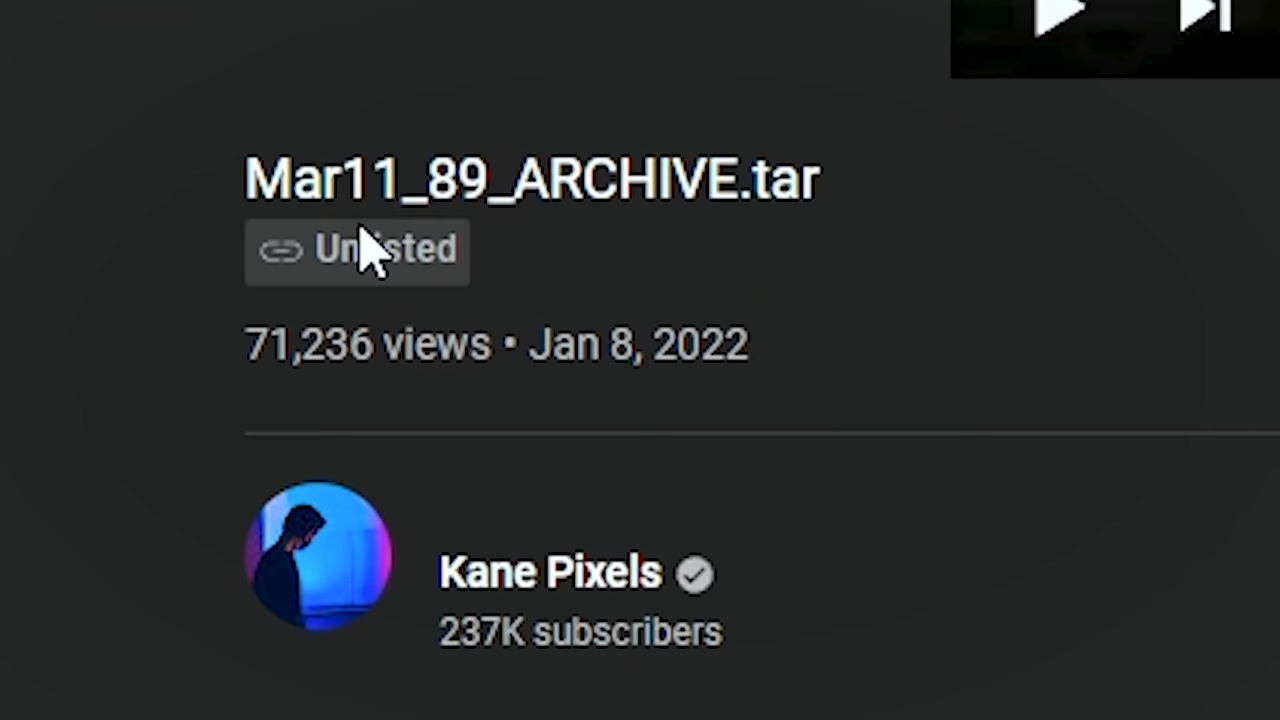 Mar11_89_ARCHIVE.tar
Unlisted
71,236 views • Jan 8, 2022
Kane Pixels
237K subscribers